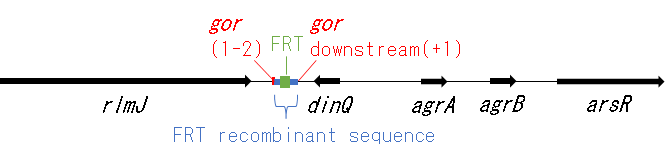 gor
(1-2)
FRT
gor
downstream(+1)
rlmJ
dinQ
agrA
agrB
arsR
FRT recombinant sequence